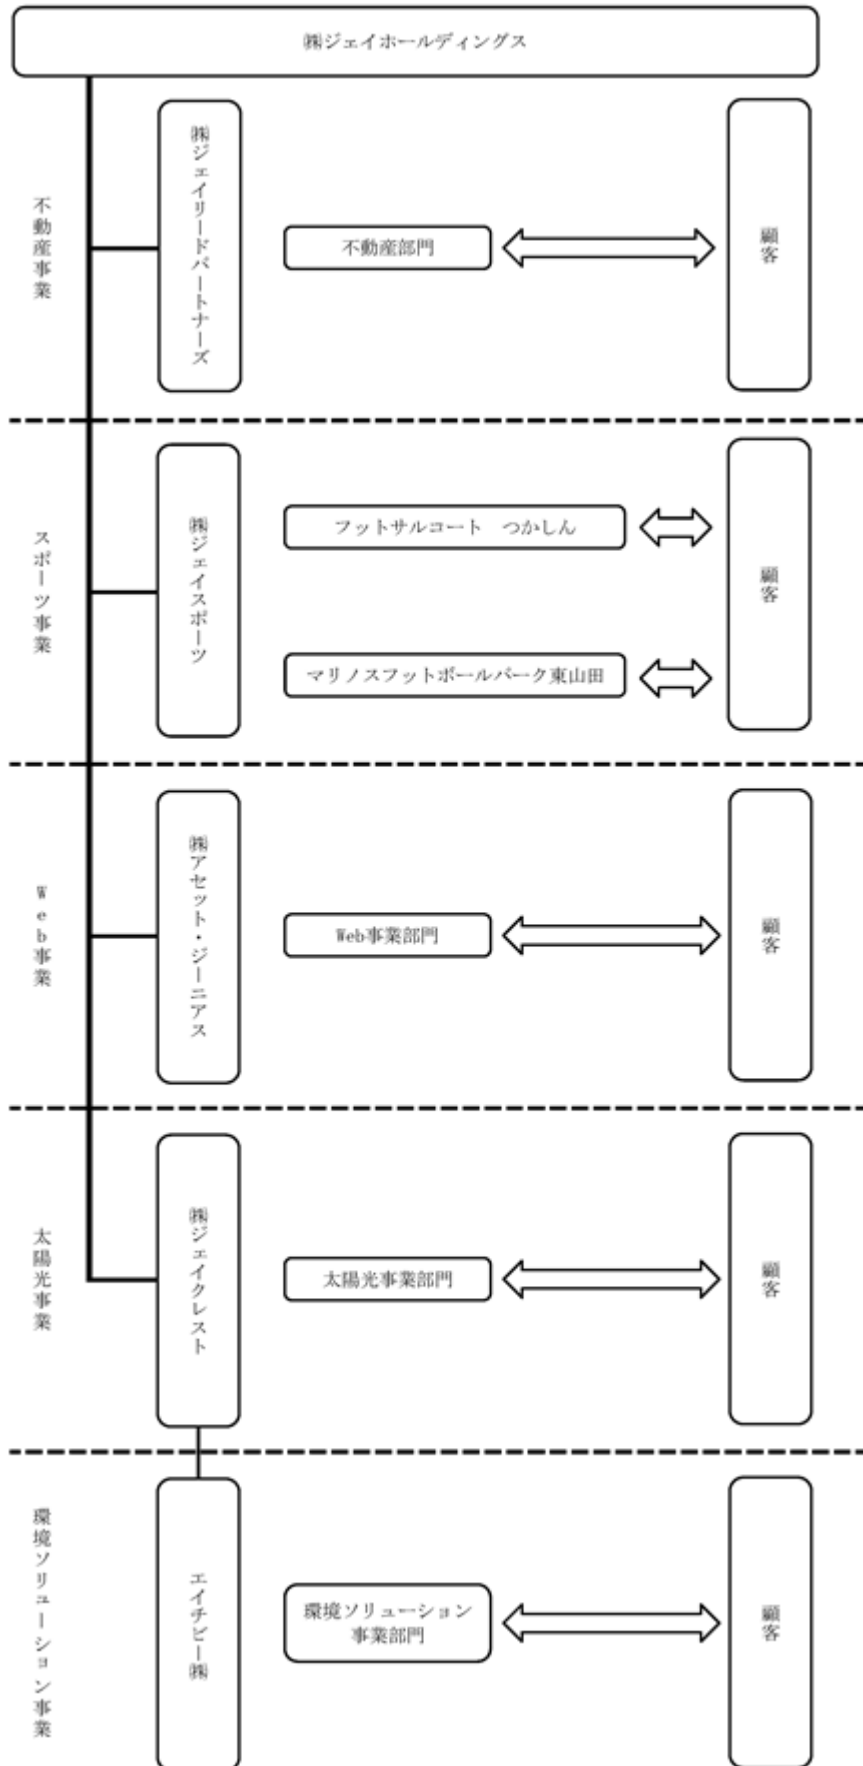 ㈱ジェイホールディングス
不動産事業
㈱ジェイリードパートナーズ
不動産部門
顧客
スポーツ事業
㈱ジェイスポーツ
フットサルコート　つかしん
マリノスフットボールパーク東山田
顧客
Web事業
㈱アセット・ジーニアス
Web事業部門
顧客
太陽光事業
㈱ジェイクレスト
太陽光事業部門
顧客
環境ソリューション事業
エイチビー㈱
環境ソリューション
事業部門
顧客